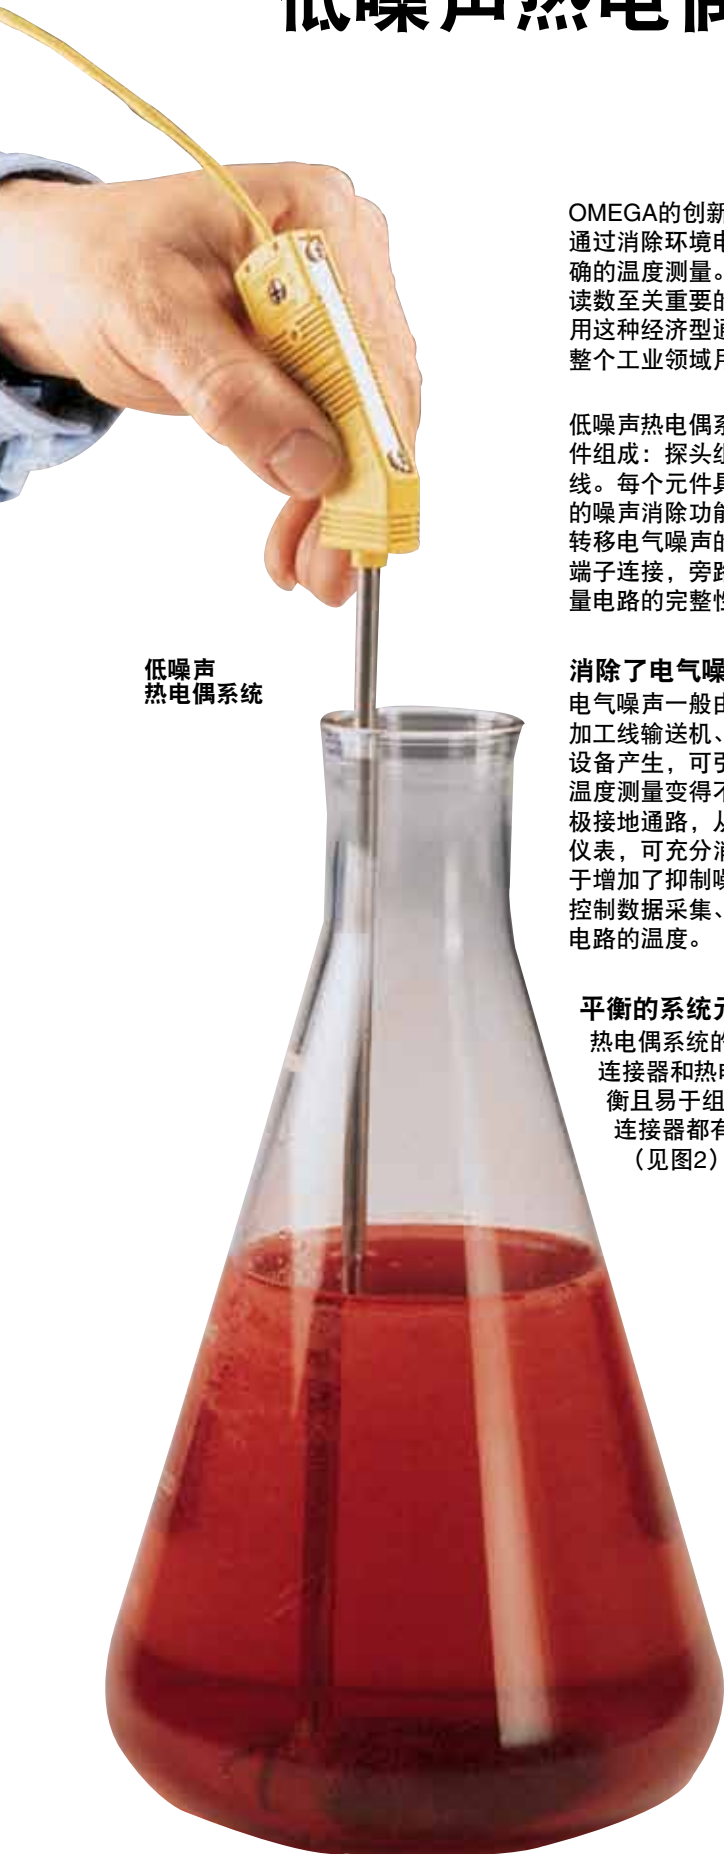 低噪声热电偶
OMEGA的创新
通过消除环境电
确的温度测量。
读数至关重要的
用这种经济型通
整个工业领域用
低噪声热电偶系
件组成：探头组
线。每个元件具
的噪声消除功能
转移电气噪声的
端子连接，旁路
量电路的完整性
低噪声
热电偶系统
消除了电气噪
电气噪声一般由
加工线输送机、
设备产生，可引
温度测量变得不
极接地通路，从
仪表，可充分消
于增加了抑制噪
控制数据采集、
电路的温度。
平衡的系统元
热电偶系统的
连接器和热电
衡且易于组
连接器都有
（见图2）